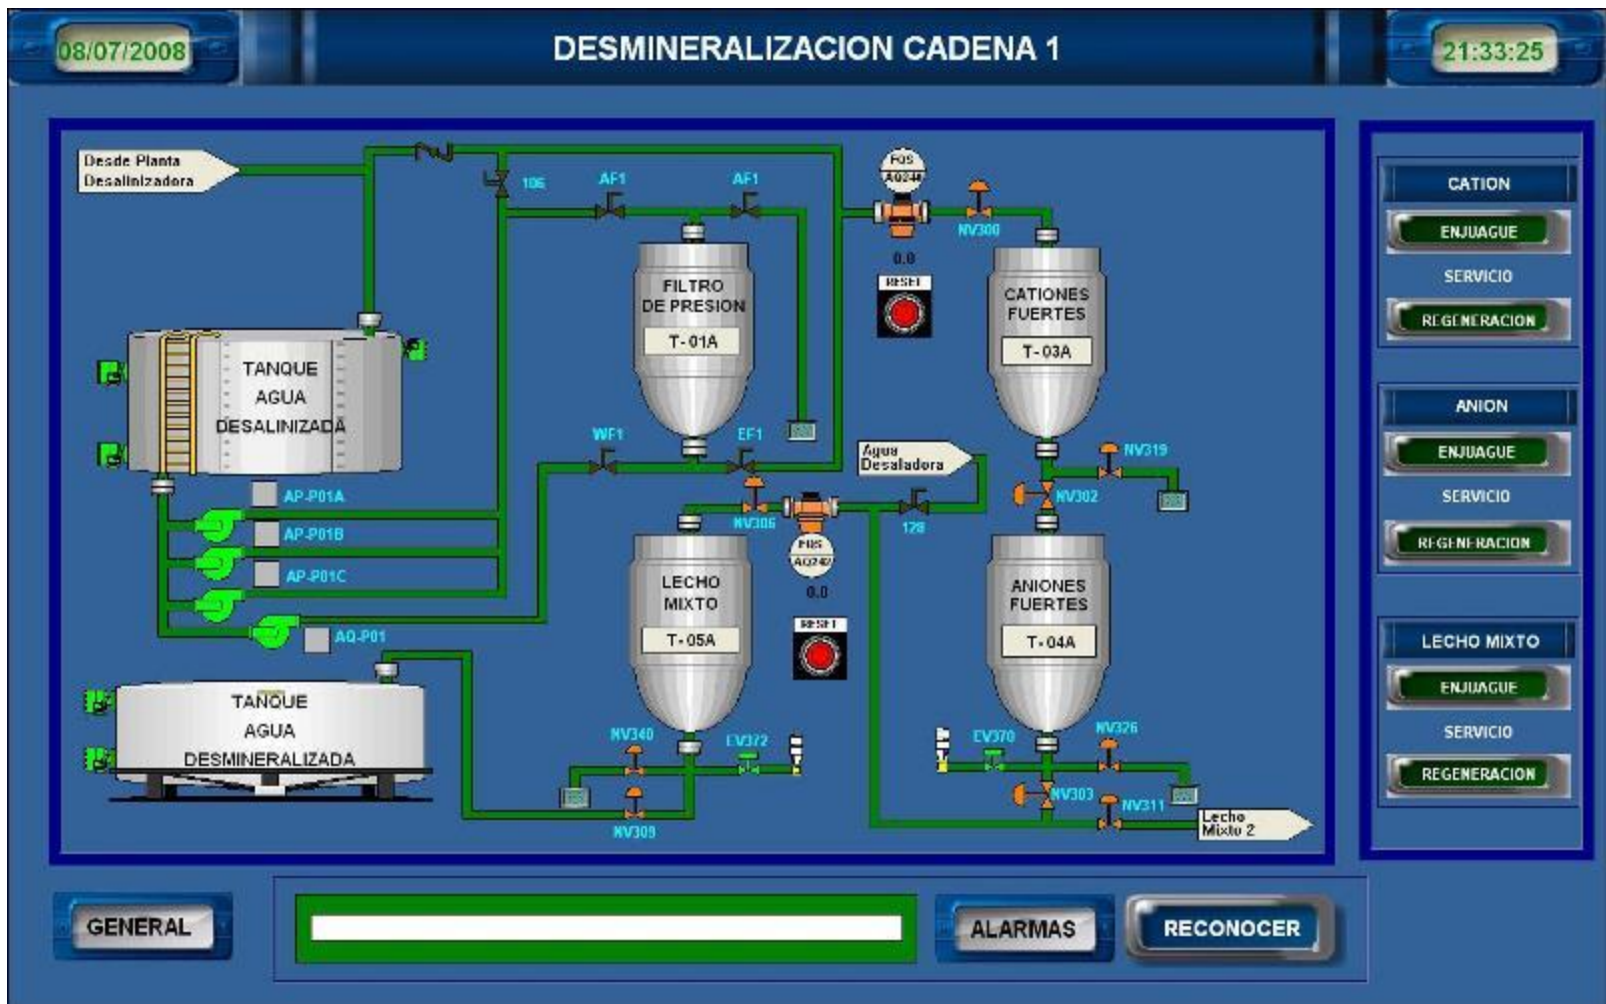 08/07/2008
DESMINERALIZACION CADENA 1
21:33:25
Desde Planta
Desalinizadora
106
AF1
AF1
FQS
AQ240
NV300
0.0
RESET
FILTRO
DE PRESION
T-01A
CATIONES
FUERTES
T-03A
TANQUE
AGUA
DESALINIZADA
WF1
EF1
Agua
Desaladora
NV319
NV302
AP-P01A
AP-P01B
AP-P01C
AQ-P01
NV306
128
FQS
AQ242
0.0
RESET
LECHO
MIXTO
T-05A
ANIONES
FUERTES
T-04A
TANQUE
AGUA
DESMINERALIZADA
NV340
EV372
NV309
EV370
NV326
NV303
NV311
Lecho
Mixto 2
CATION
ENJUAGUE
SERVICIO
REGENERACION
ANION
ENJUAGUE
SERVICIO
REGENERACION
LECHO MIXTO
ENJUAGUE
SERVICIO
REGENERACION
GENERAL
ALARMAS
RECONOCER